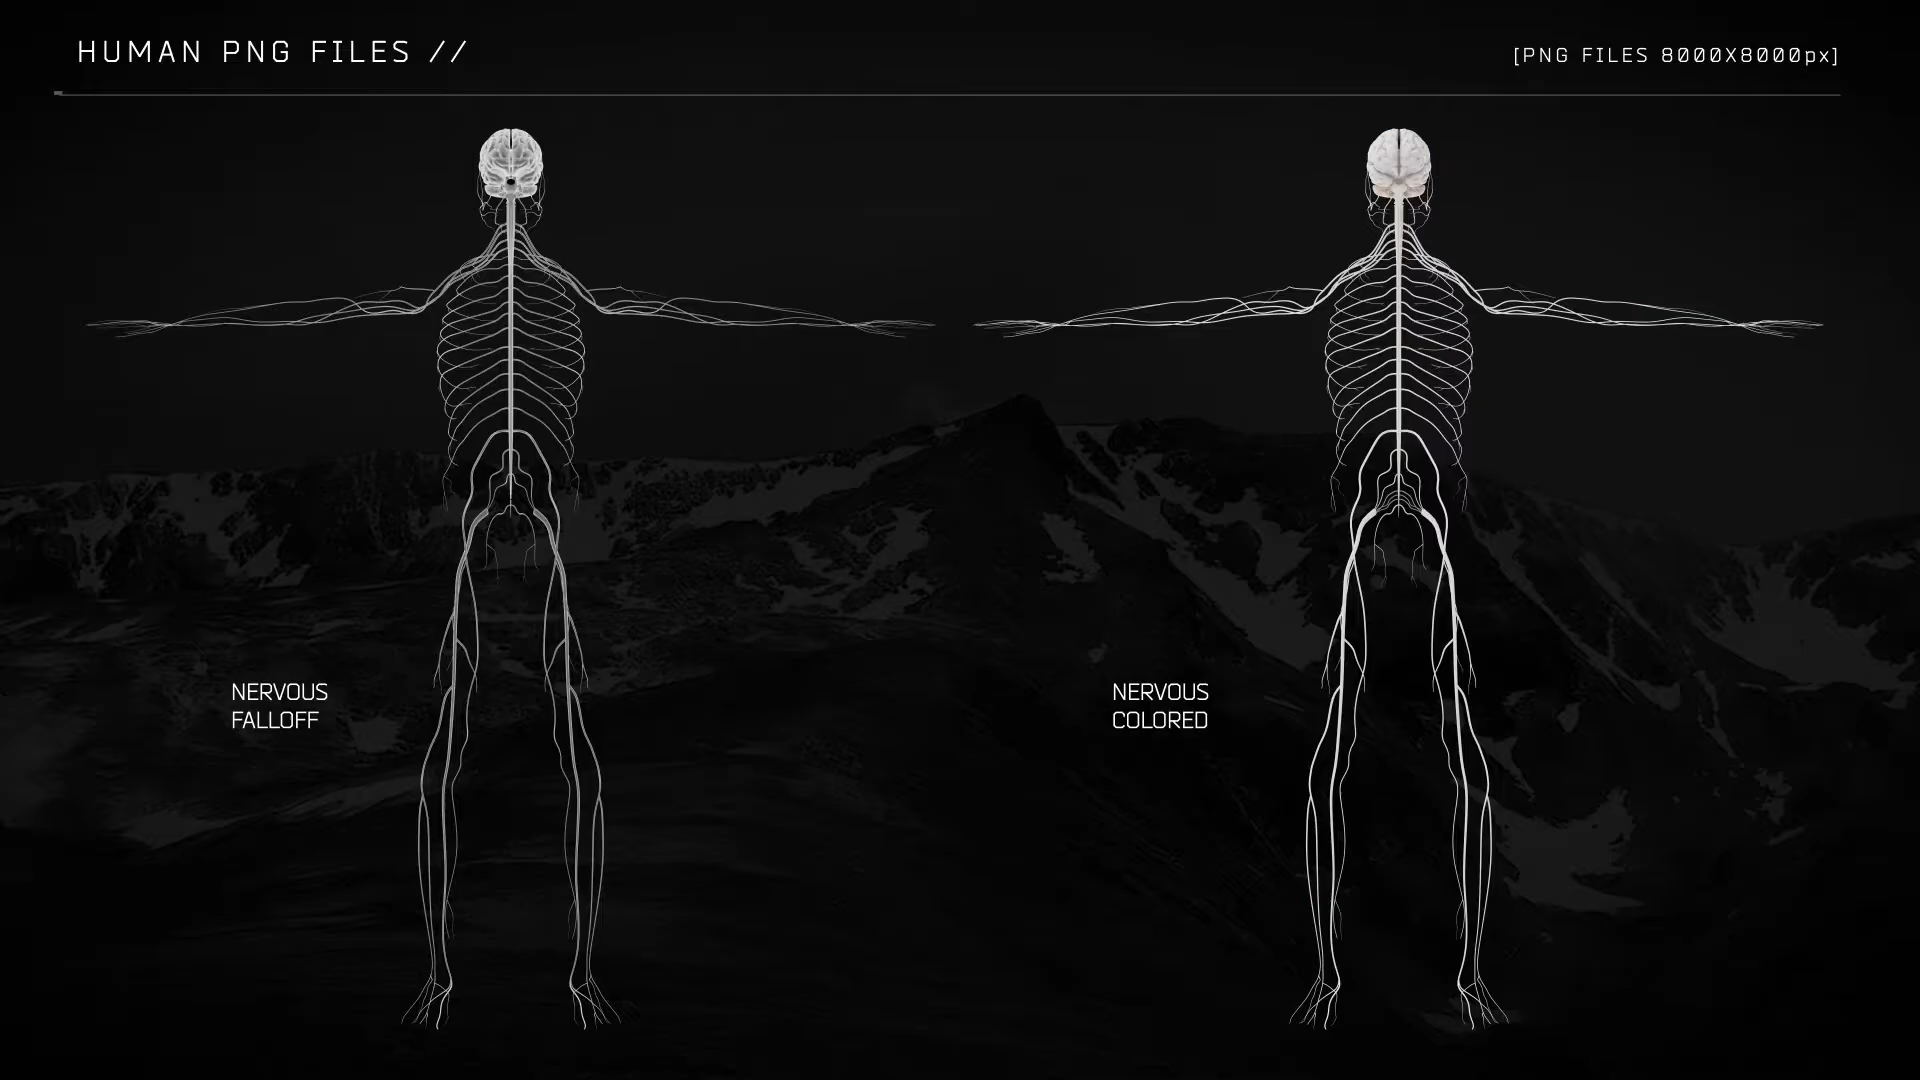 HUMAN PNG FILES //
[PNG FILES 8000X8000px]
NERVOUS
FALLOFF
NERVOUS
COLORED